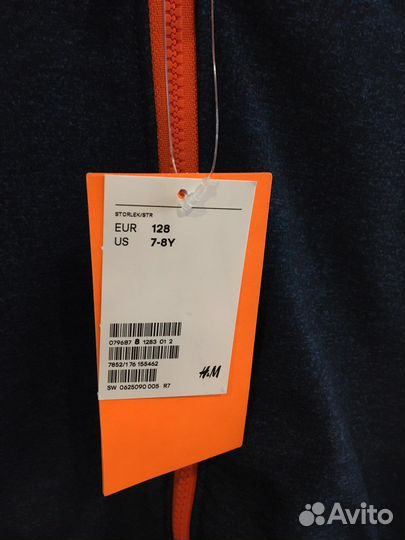 STORLEK/STR
EUR 128
US 7-8Y
079687 8 1283 01 2
7852/176 155462
SW 0625090 005 R7
H&M
Avito